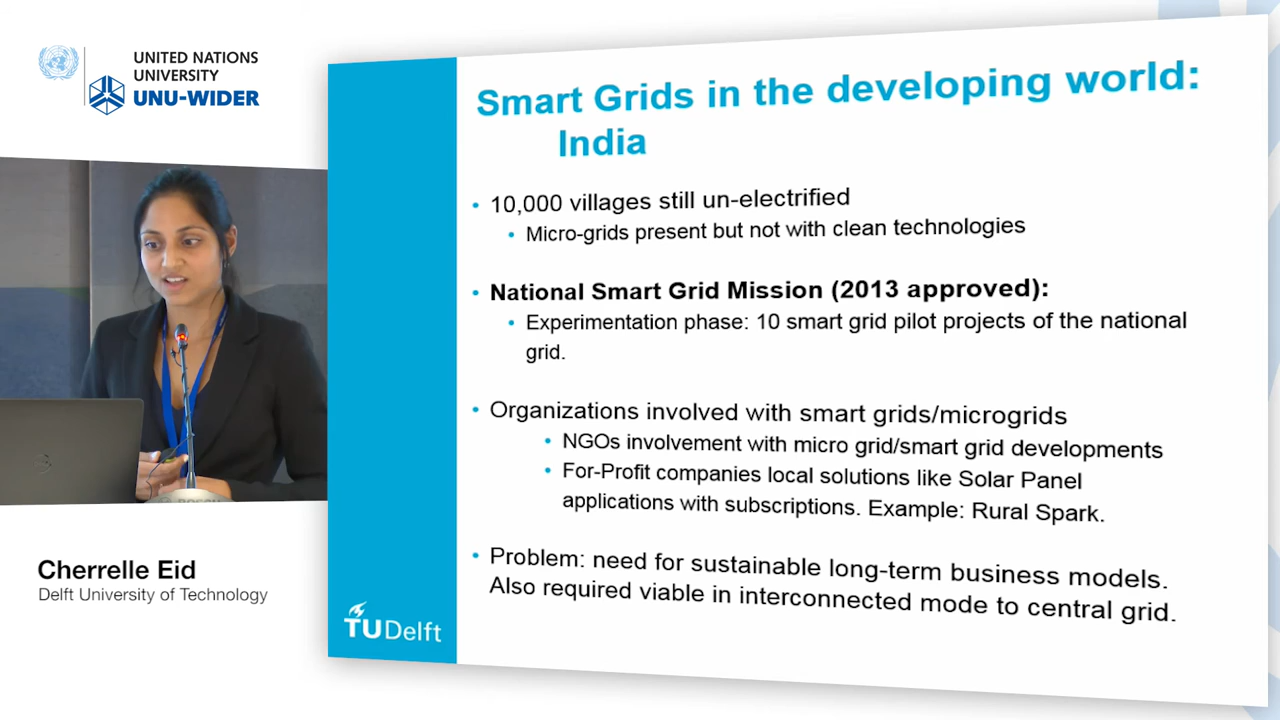 UNITED NATIONS
UNIVERSITY
UNU-WIDER
Smart Grids in the developing world:
India
• 10,000 villages still un-electrified
• Micro-grids present but not with clean technologies
• National Smart Grid Mission (2013 approved):
• Experimentation phase: 10 smart grid pilot projects of the national
grid.
• Organizations involved with smart grids/microgrids
• NGOs involvement with micro grid/smart grid developments
• For-Profit companies local solutions like Solar Panel
applications with subscriptions. Example: Rural Spark.
• Problem: need for sustainable long-term business models.
Also required viable in interconnected mode to central grid.
TU Delft
BOSCH
Cherrelle Eid
Delft University of Technology